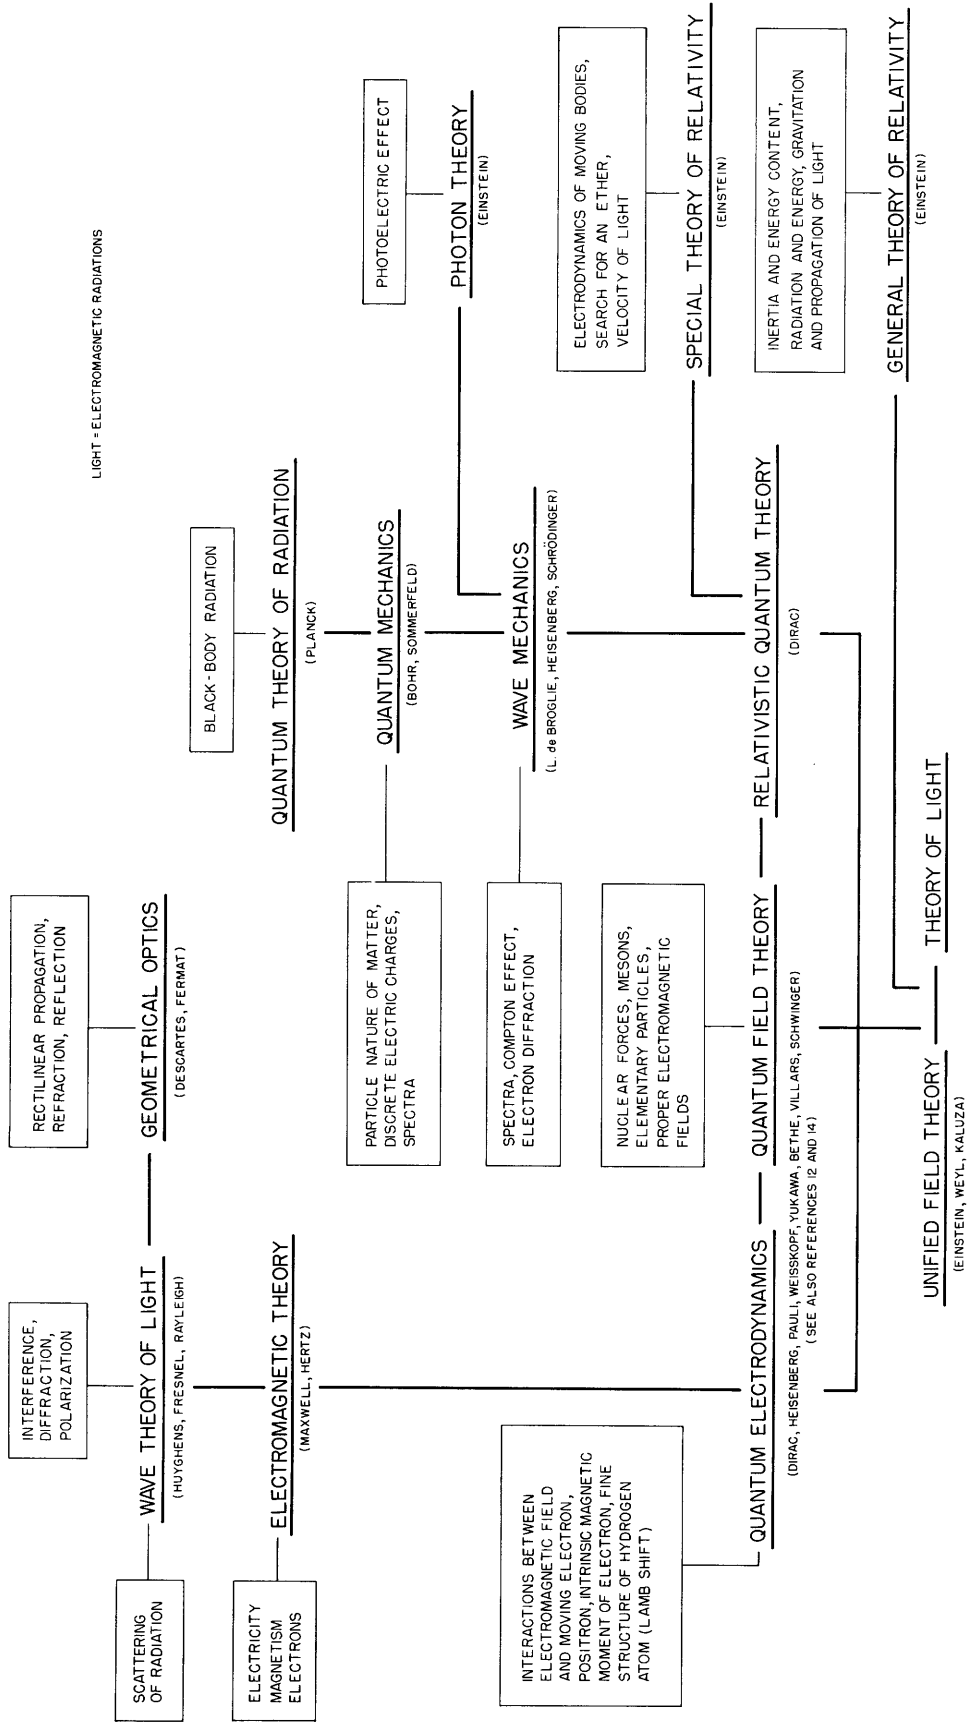 LIGHT = ELECTROMAGNETIC RADIATIONS
SCATTERING
OF RADIATION
INTERFERENCE,
DIFFRACTION,
POLARIZATION
WAVE THEORY OF LIGHT
(HUYGHENS, FRESNEL, RAYLEIGH)
RECTILINEAR PROPAGATION,
REFRACTION, REFLECTION
GEOMETRICAL OPTICS
(DESCARTES, FERMAT)
ELECTRICITY
MAGNETISM
ELECTRONS
ELECTROMAGNETIC THEORY
(MAXWELL, HERTZ)
BLACK-BODY RADIATION
QUANTUM THEORY OF RADIATION
(PLANCK)
PARTICLE NATURE OF MATTER,
DISCRETE ELECTRIC CHARGES,
SPECTRA
QUANTUM MECHANICS
(BOHR, SOMMERFELD)
PHOTOELECTRIC EFFECT
PHOTON THEORY
(EINSTEIN)
SPECTRA, COMPTON EFFECT,
ELECTRON DIFFRACTION
WAVE MECHANICS
(L. de BROGLIE, HEISENBERG, SCHRÖDINGER)
ELECTRODYNAMICS OF MOVING BODIES,
SEARCH FOR AN ETHER,
VELOCITY OF LIGHT
SPECIAL THEORY OF RELATIVITY
(EINSTEIN)
INTERACTIONS BETWEEN
ELECTROMAGNETIC FIELD
AND MOVING ELECTRON,
POSITRON, INTRINSIC MAGNETIC
MOMENT OF ELECTRON, FINE
STRUCTURE OF HYDROGEN
ATOM (LAMB SHIFT)
QUANTUM ELECTRODYNAMICS
NUCLEAR FORCES, MESONS,
ELEMENTARY PARTICLES,
PROPER ELECTROMAGNETIC
FIELDS
QUANTUM FIELD THEORY
(DIRAC, HEISENBERG, PAULI, WEISSKOPF, YUKAWA, BETHE, VILLARS, SCHWINGER)
(SEE ALSO REFERENCES 12 AND 14)
RELATIVISTIC QUANTUM THEORY
(DIRAC)
INERTIA AND ENERGY CONTENT,
RADIATION AND ENERGY, GRAVITATION
AND PROPAGATION OF LIGHT
GENERAL THEORY OF RELATIVITY
(EINSTEIN)
UNIFIED FIELD THEORY
(EINSTEIN, WEYL, KALUZA)
THEORY OF LIGHT